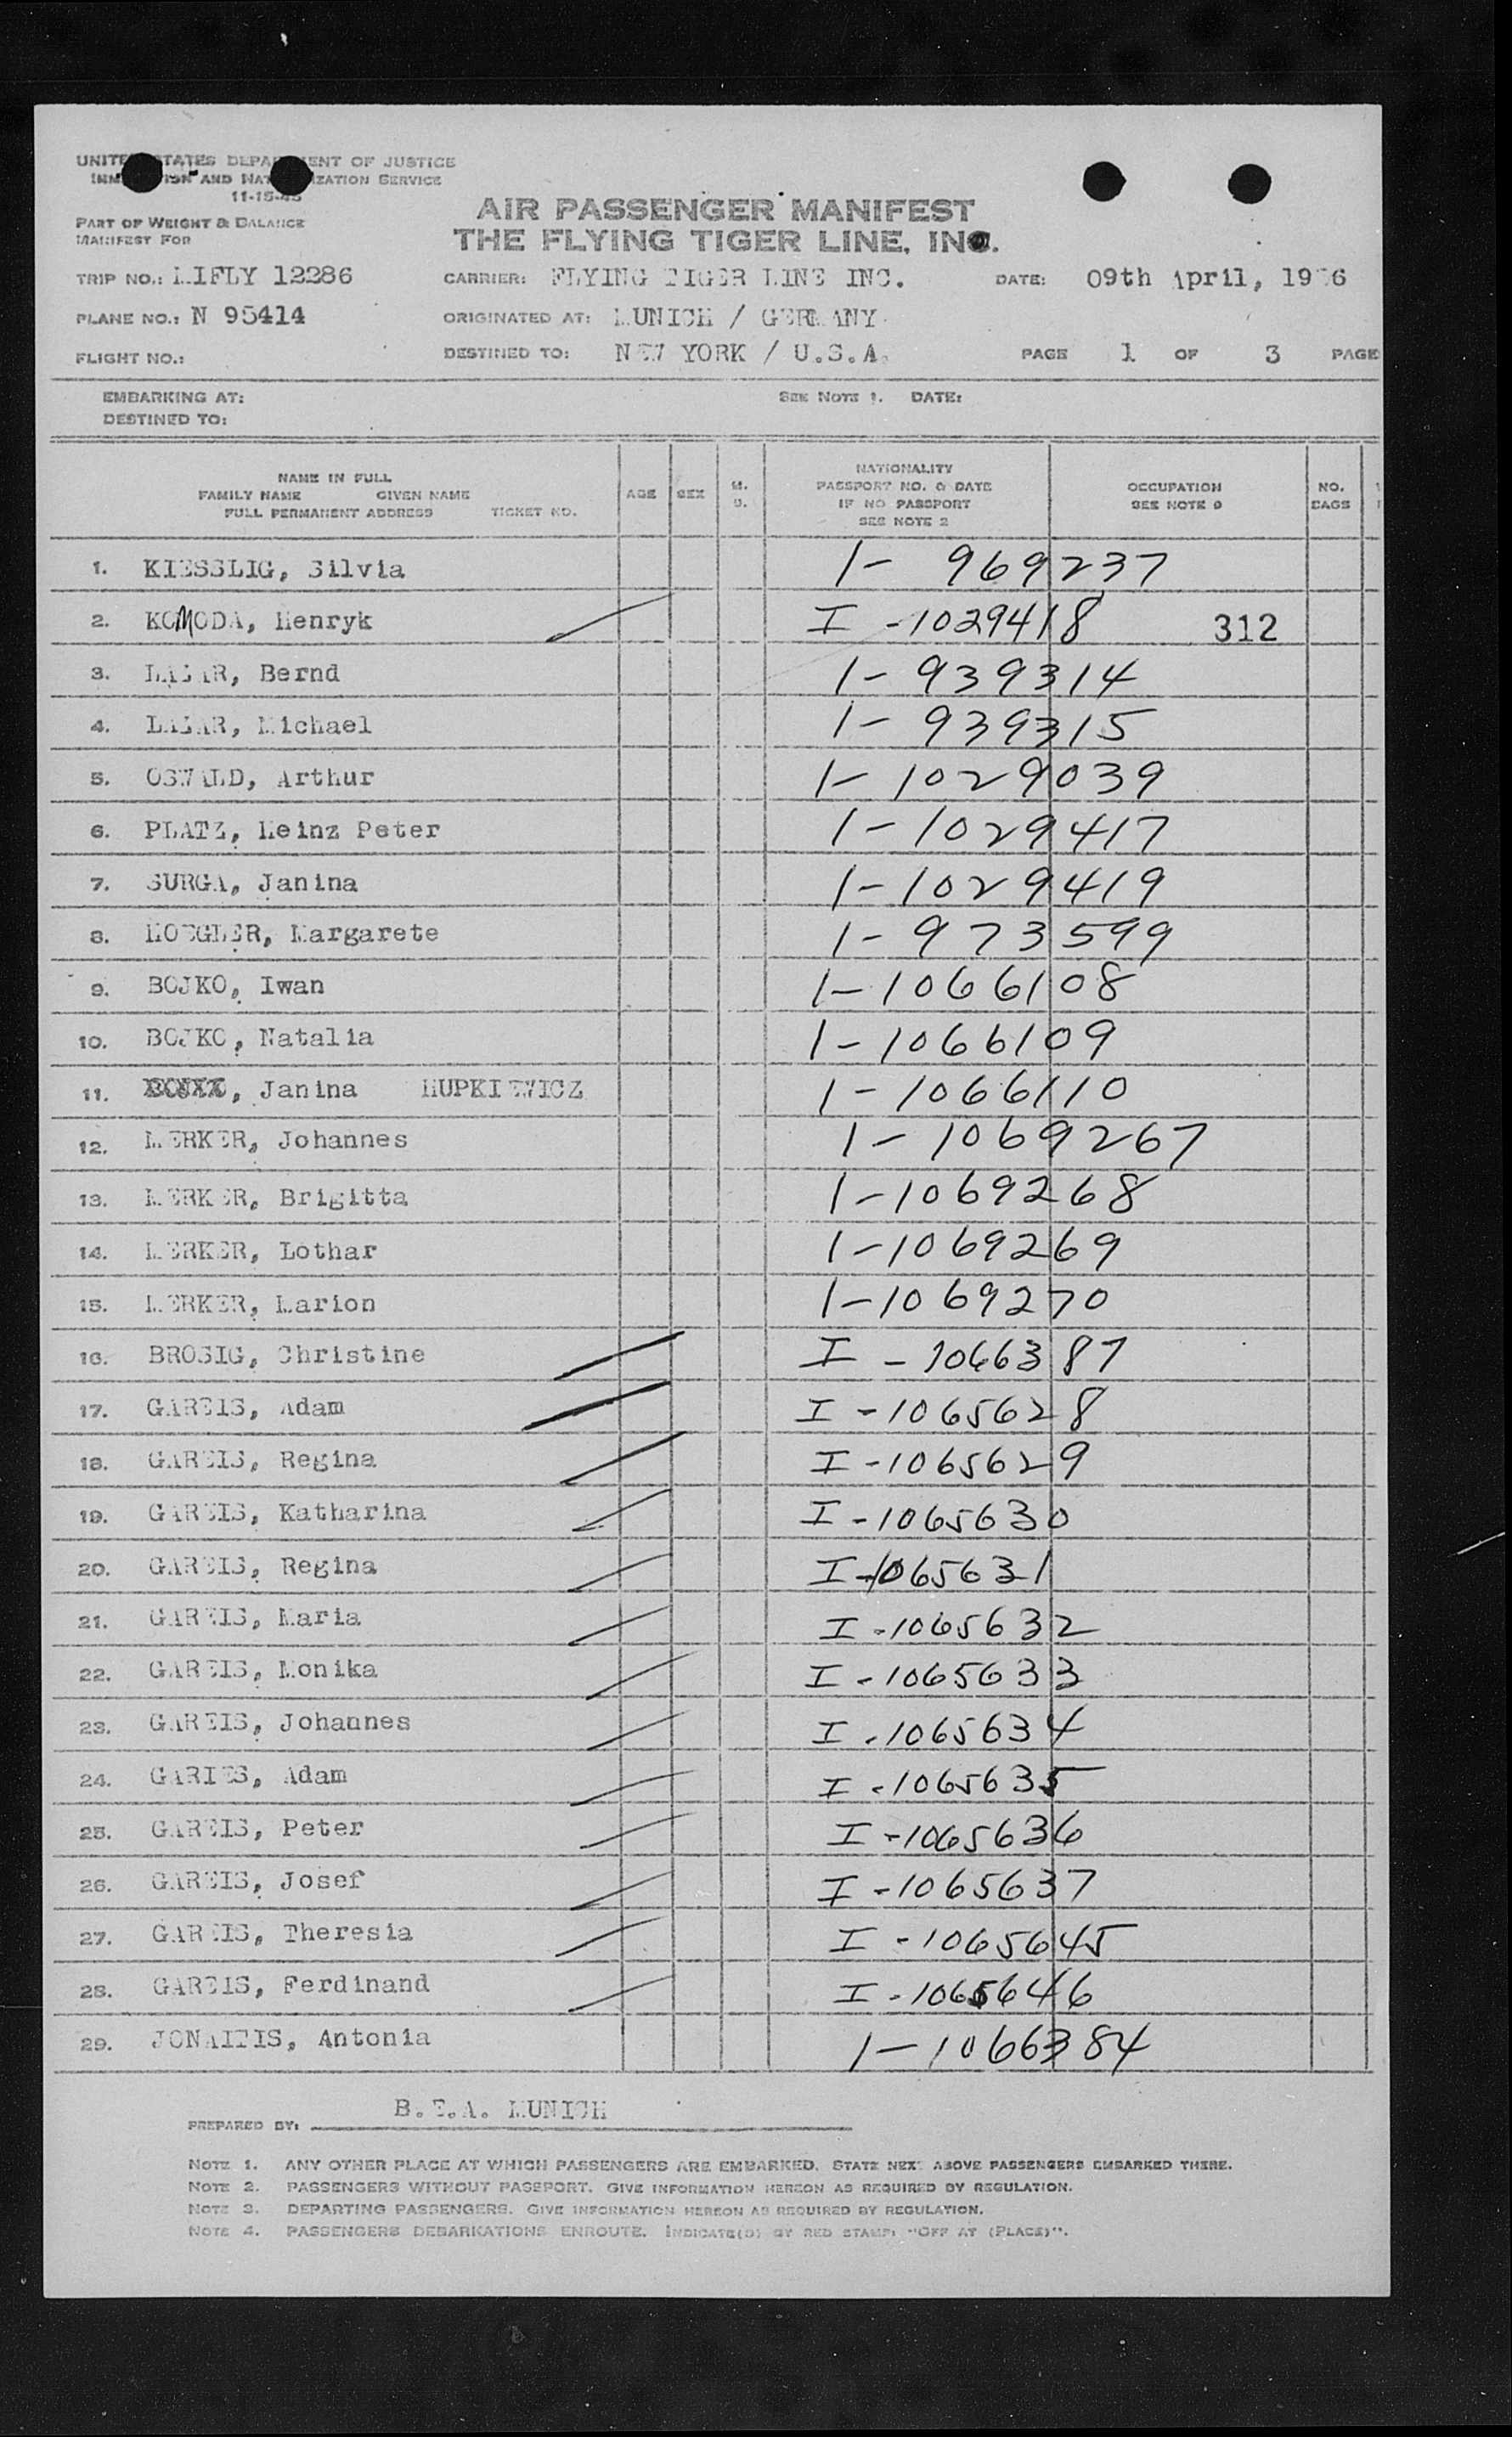 UNITED STATES DEPARTMENT OF JUSTICE
IMMIGRATION AND NATURALIZATION SERVICE
11-15-45
PART OF WEIGHT & BALANCE
MANIFEST FOR
AIR PASSENGER MANIFEST
THE FLYING TIGER LINE, INC.
TRIP NO.: LIFLY 12286 CARRIER: FLYING TIGER LINE INC. DATE: 09th April, 1956
PLANE NO.: N 95414 ORIGINATED AT: MUNICH / GERMANY
FLIGHT NO.: DESTINED TO: NEW YORK / U.S.A. PAGE 1 OF 3 PAGE
EMBARKING AT: SEE NOTE 1. DATE:
DESTINED TO:
NAME IN FULL
FAMILY NAME GIVEN NAME
FULL PERMANENT ADDRESS TICKET NO.
AGE SEX
NATIONALITY
PASSPORT NO. & DATE
IF NO PASSPORT
SEE NOTE 2
OCCUPATION
SEE NOTE 9
NO.
BAGS
1. KIESSLIG, Silvia 1- 969237
2. KOMODA, Henryk I -1029418 312
3. LAZAR, Bernd 1- 939314
4. LAZAR, Michael 1- 939315
5. OSWALD, Arthur 1- 1029039
6. PLATZ, Heinz Peter 1-1029417
7. SURGA, Janina 1-1029419
8. MOEGLER, Margarete 1- 973599
9. BOJKO, Iwan 1-1066108
10. BOJKO, Natalia 1-1066109
11. , Janina HUPKIEWICZ 1-1066110
12. MERKER, Johannes 1-1069267
13. MERKER, Brigitta 1-1069268
14. MERKER, Lothar 1-1069269
15. MERKER, Marion 1-1069270
16. BROSIG, Christine I -1066387
17. GAREIS, Adam I -1065628
18. GAREIS, Regina I -1065629
19. GAREIS, Katharina I -1065630
20. GAREIS, Regina I-1065631
21. GAREIS, Maria I -1065632
22. GAREIS, Monika I -1065633
23. GAREIS, Johannes I -1065634
24. GARIES, Adam I -1065635
25. GAREIS, Peter I -1065636
26. GAREIS, Josef I -1065637
27. GAREIS, Theresia I -1065645
28. GAREIS, Ferdinand I -1065646
29. JONAITIS, Antonia 1-1066384
PREPARED BY: B.E.A. MUNICH
NOTE 1. ANY OTHER PLACE AT WHICH PASSENGERS ARE EMBARKED. STATE NEXT ABOVE PASSENGERS EMBARKED THERE.
NOTE 2. PASSENGERS WITHOUT PASSPORT. GIVE INFORMATION HEREON AS REQUIRED BY REGULATION.
NOTE 3. DEPARTING PASSENGERS. GIVE INFORMATION HEREON AS REQUIRED BY REGULATION.
NOTE 4. PASSENGERS DEBARKATIONS ENROUTE. INDICATE(D) BY RED STAMP: "OFF AT (PLACE)".